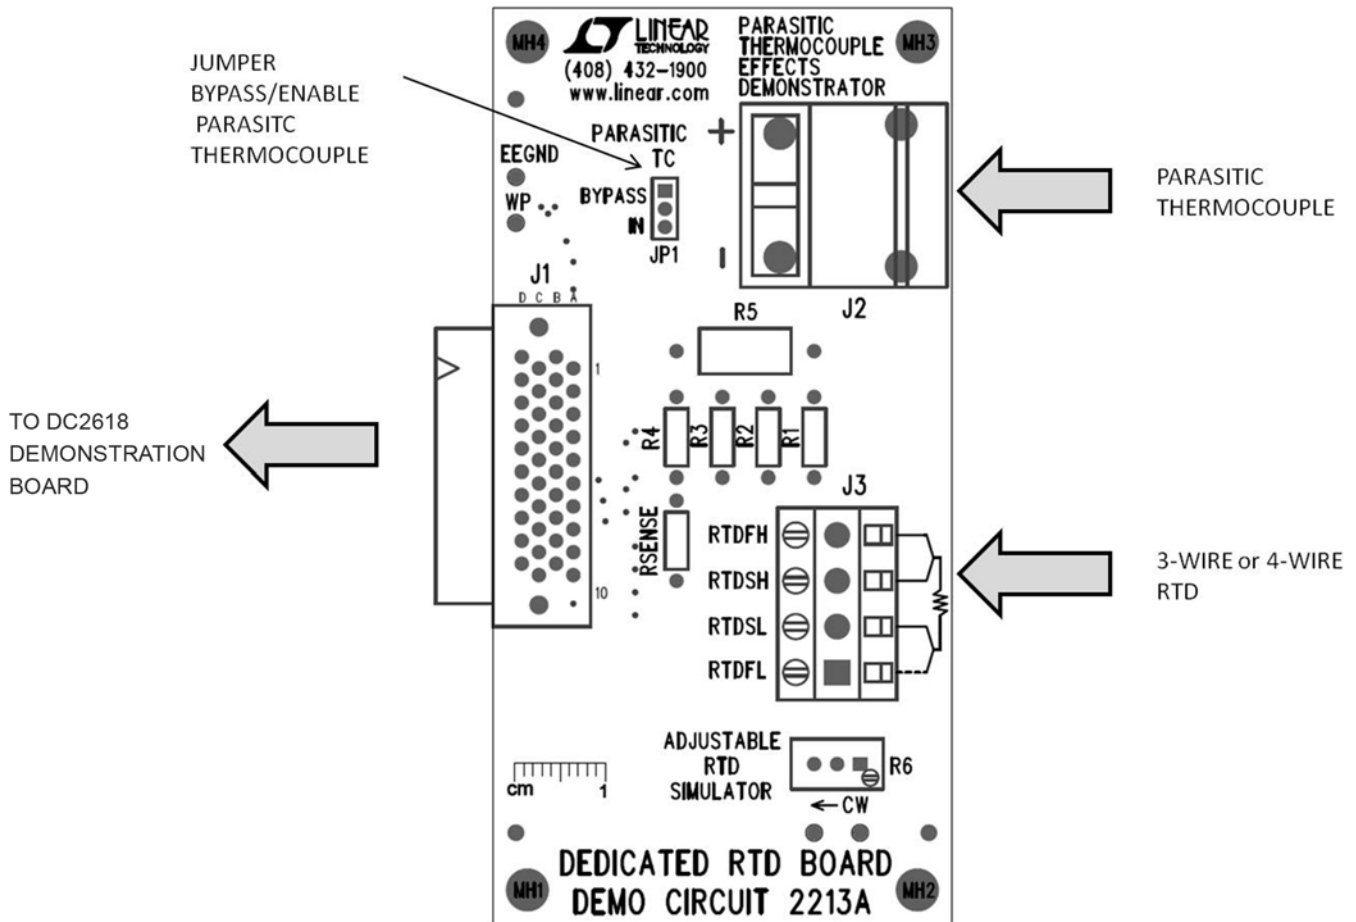 JUMPER
BYPASS/ENABLE
PARASITC
THERMOCOUPLE
MH4
LINEAR
TECHNOLOGY
(408) 432-1900
www.linear.com
PARASITIC
THERMOCOUPLE
EFFECTS
DEMONSTRATOR
MH3
PARASITIC
TC
BYPASS
IN
JP1
+
−
EEGND
WP
J2
PARASITIC
THERMOCOUPLE
J1
D C B A
1
10
R5
R4 R3 R2 R1
TO DC2618
DEMONSTRATION
BOARD
RSENSE
J3
RTDFH
RTDSH
RTDSL
RTDFL
3-WIRE or 4-WIRE
RTD
ADJUSTABLE
RTD
SIMULATOR
R6
← CW
cm 1
DEDICATED RTD BOARD
DEMO CIRCUIT 2213A
MH1
MH2